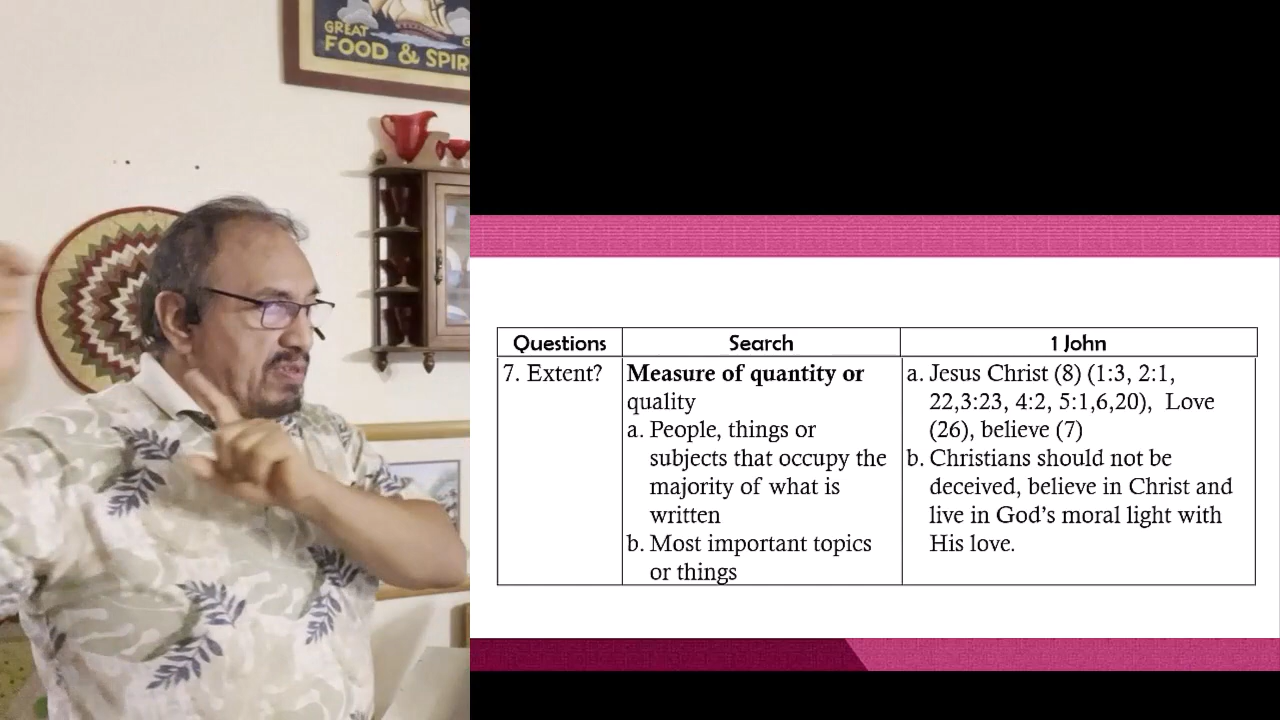 GREAT
FOOD & SPIR
Questions
Search
1 John
7. Extent?
Measure of quantity or
quality
a. People, things or
subjects that occupy the
majority of what is
written
b. Most important topics
or things
a. Jesus Christ (8) (1:3, 2:1,
22,3:23, 4:2, 5:1,6,20), Love
(26), believe (7)
b. Christians should not be
deceived, believe in Christ and
live in God's moral light with
His love.